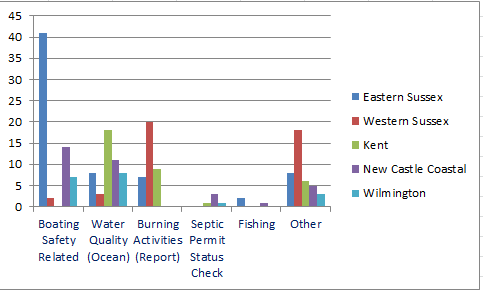 45
40
35
30
25
20
15
10
5
0
Boating Safety Related
Water Quality (Ocean)
Burning Activities (Report)
Septic Permit Status Check
Fishing
Other
Eastern Sussex
Western Sussex
Kent
New Castle Coastal
Wilmington